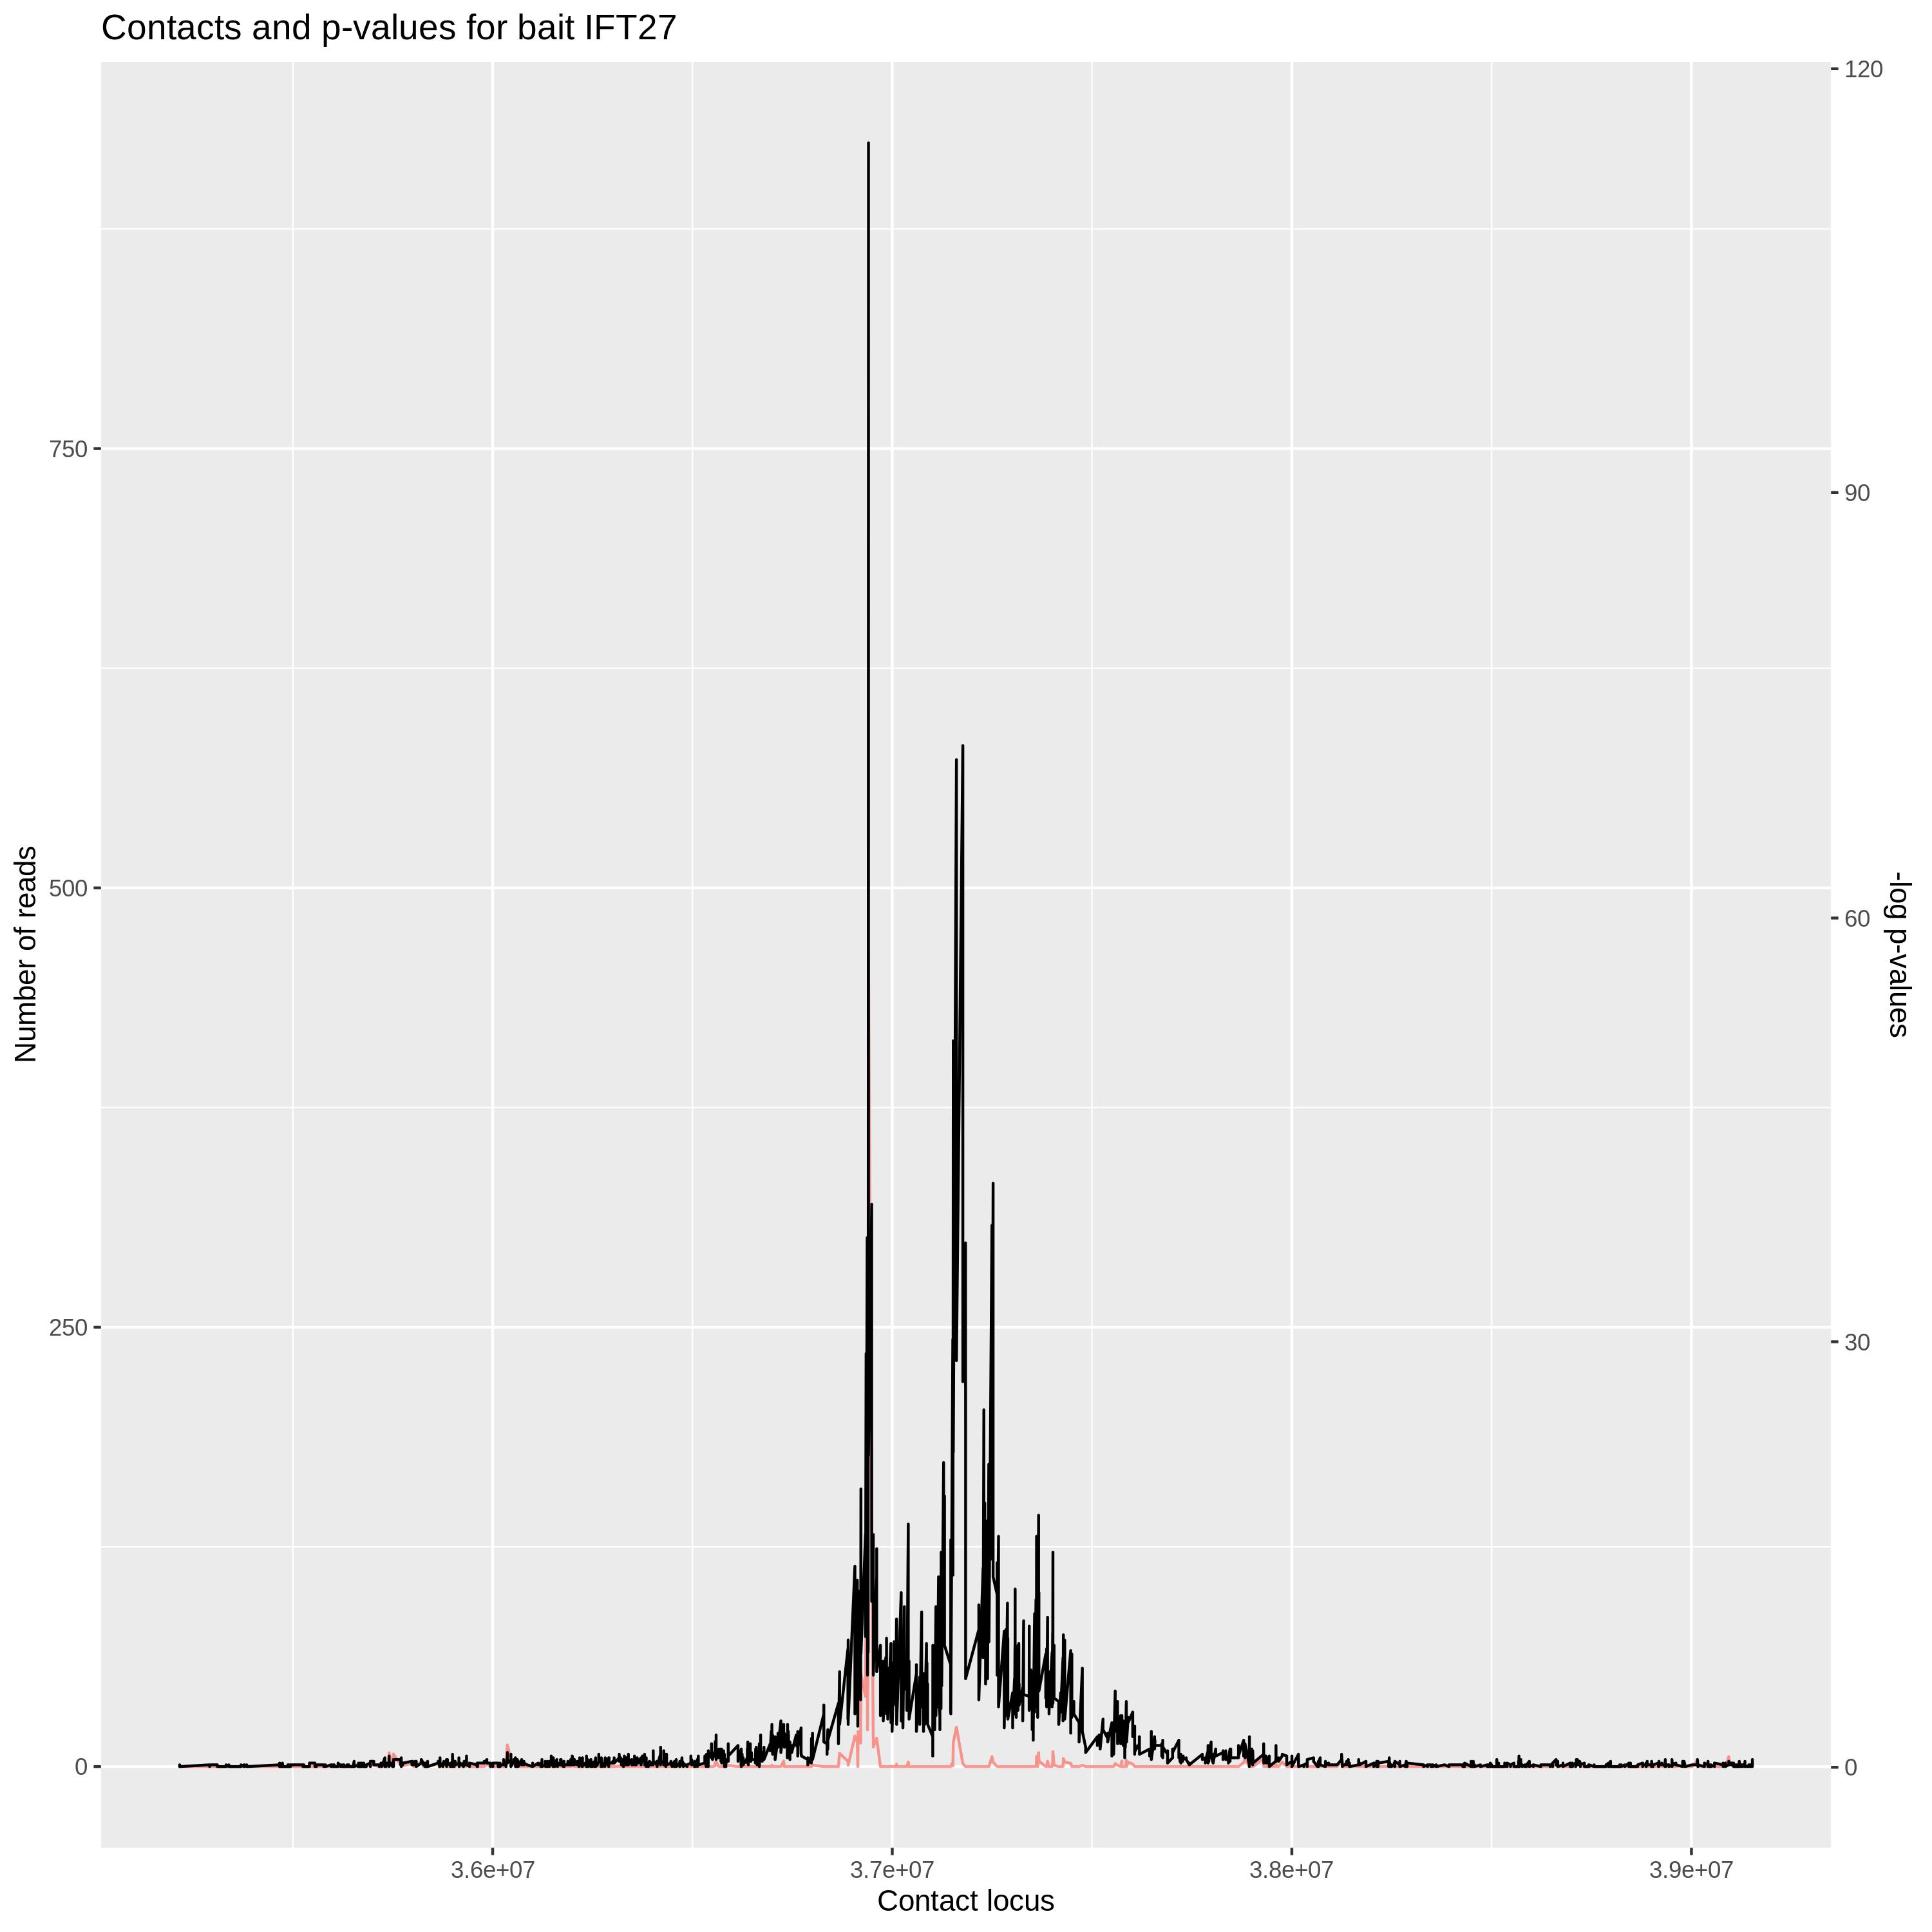 Contacts and p-values for bait IFT27
120
750
90
500
60
250
30
0
0
Number of reads
-log p-values
3.6e+07
3.7e+07
3.8e+07
3.9e+07
Contact locus